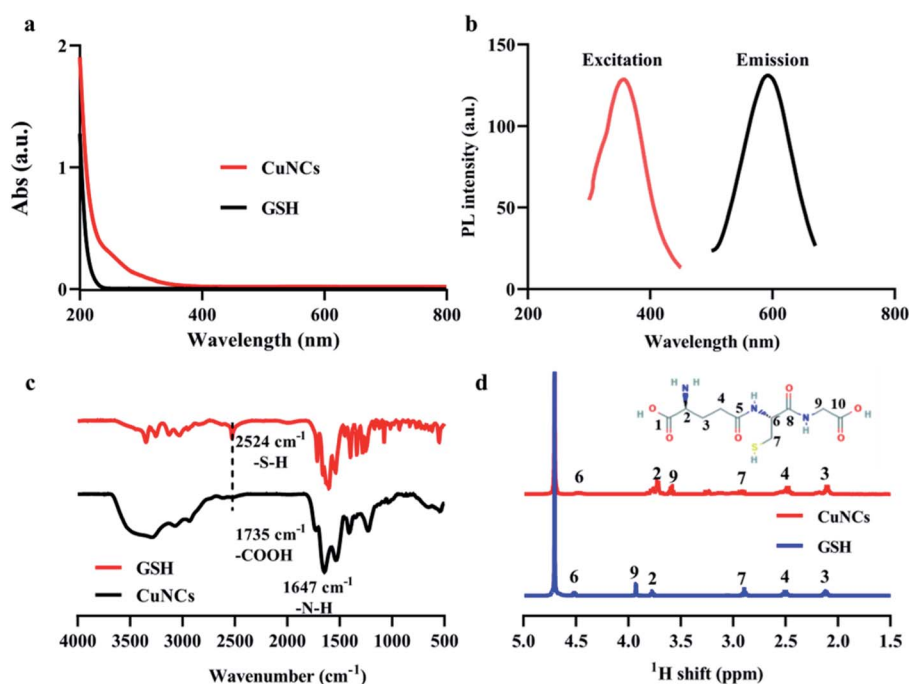 a
2
1
0
Abs (a.u.)
CuNCs
GSH
200 400 600 800
Wavelength (nm)
b
150
100
50
0
PL intensity (a.u.)
Excitation Emission
200 400 600 800
Wavelength (nm)
c
2524 cm⁻¹
-S-H
1735 cm⁻¹
-COOH
1647 cm⁻¹
-N-H
GSH
CuNCs
4000 3500 3000 2500 2000 1500 1000 500
Wavenumber (cm⁻¹)
d
H N H
4 H N 5 6 8 9 10
H O 1 2 3 7 O O O N H O H
S H
6 2 9 7 4 3
CuNCs
GSH
6 9 2 7 4 3
5.0 4.5 4.0 3.5 3.0 2.5 2.0 1.5
¹H shift (ppm)